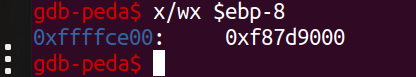 gdb-peda$ x/wx $ebp-8
0xffffce00:     0xf87d9000
gdb-peda$